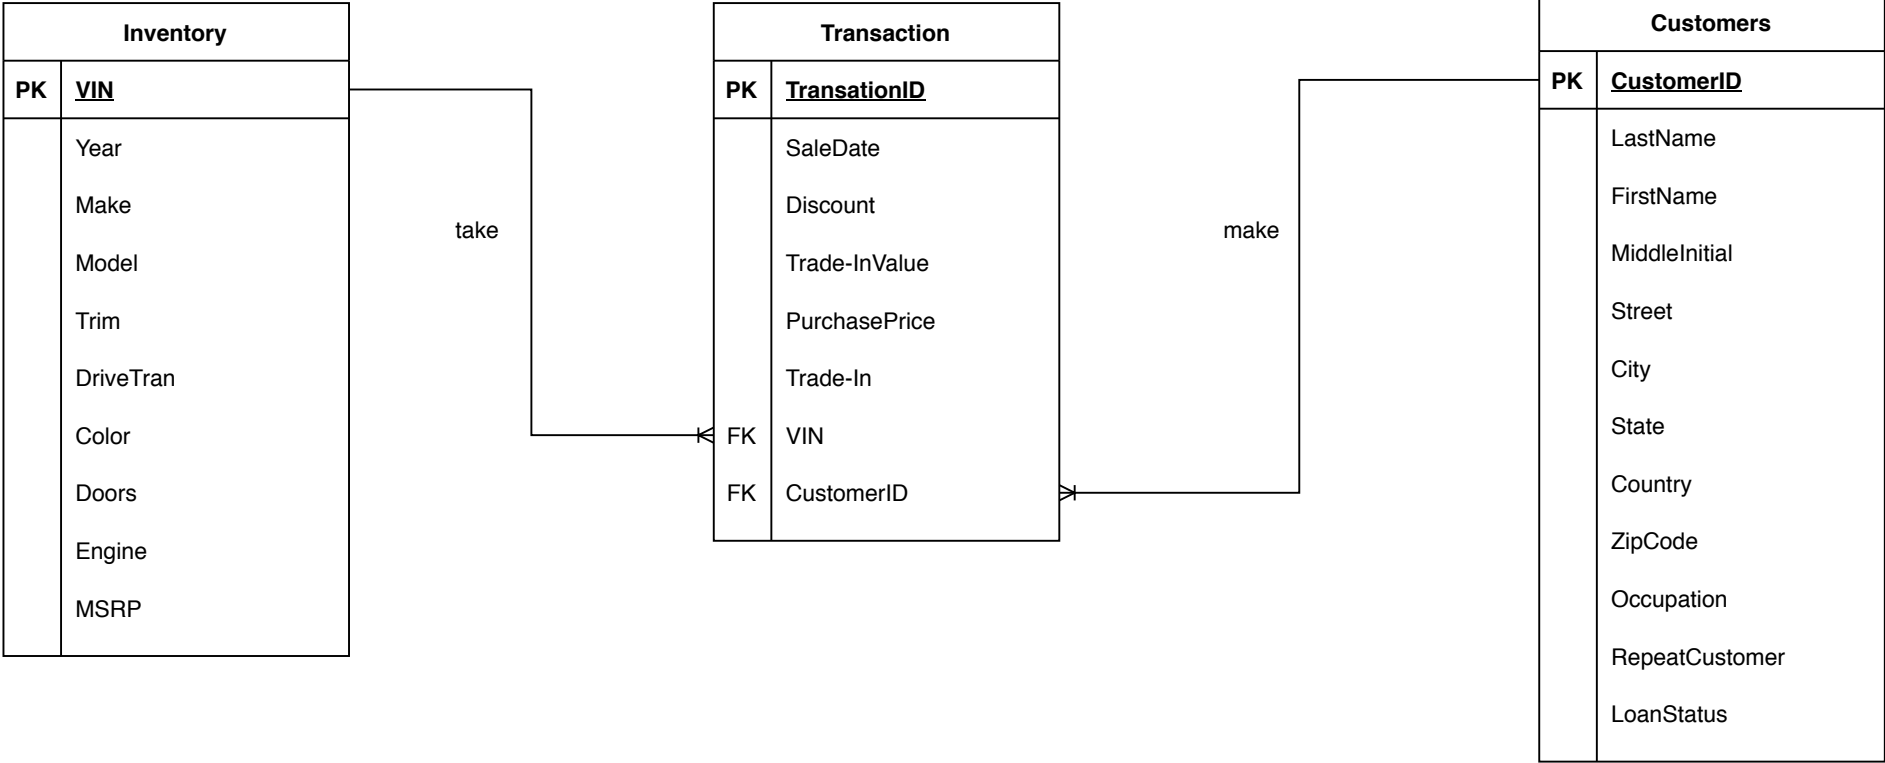 Inventory
PK VIN
Year
Make
Model
Trim
DriveTran
Color
Doors
Engine
MSRP
take
Transaction
PK TransationID
SaleDate
Discount
Trade-InValue
PurchasePrice
Trade-In
FK VIN
FK CustomerID
make
Customers
PK CustomerID
LastName
FirstName
MiddleInitial
Street
City
State
Country
ZipCode
Occupation
RepeatCustomer
LoanStatus